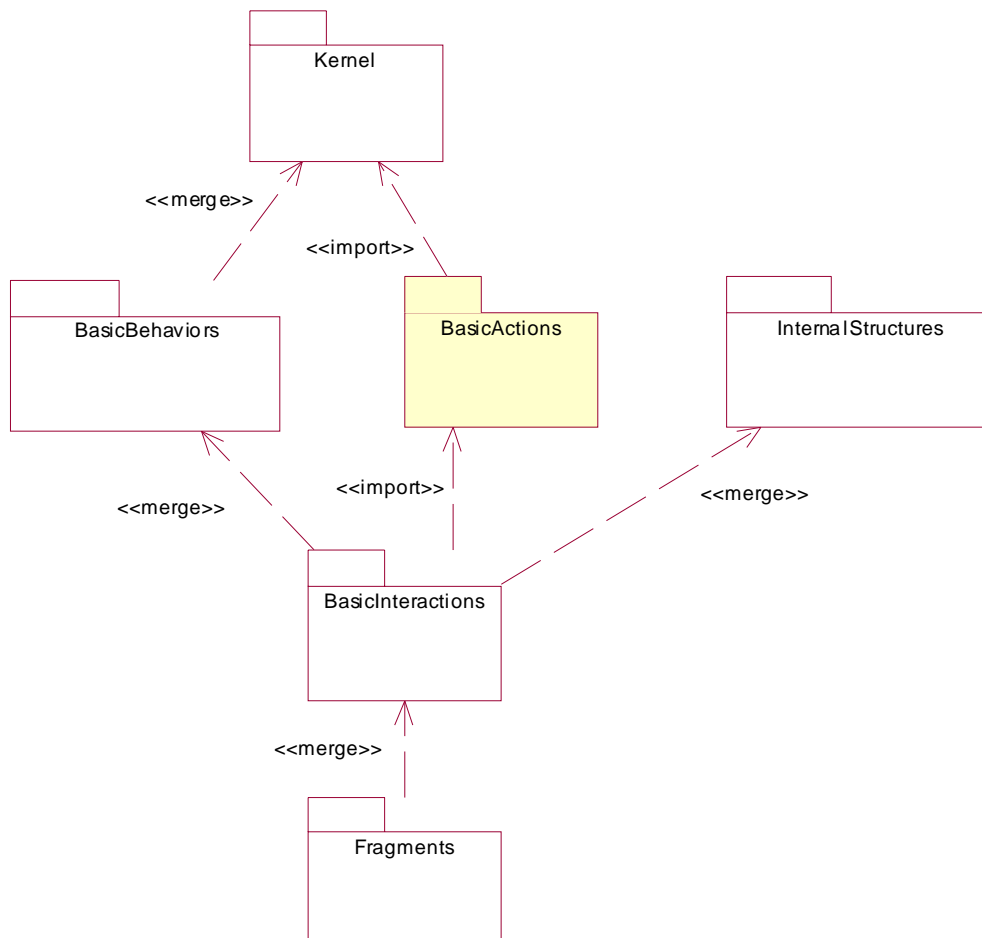 Kernel
<<merge>>
<<import>>
BasicBehaviors
BasicActions
InternalStructures
<<merge>>
<<import>>
<<merge>>
BasicInteractions
<<merge>>
Fragments